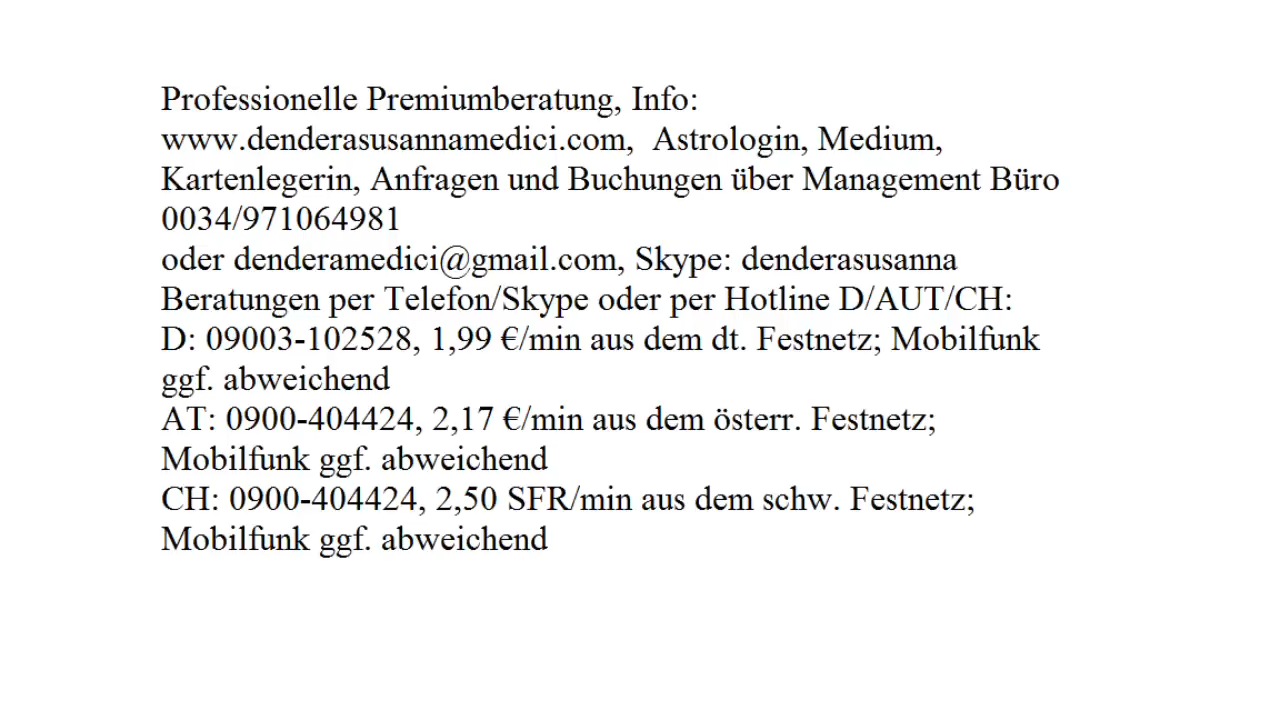 Professionelle Premiumberatung, Info:
www.denderasusannamedici.com,  Astrologin, Medium,
Kartenlegerin, Anfragen und Buchungen über Management Büro
0034/971064981
oder denderamedici@gmail.com, Skype: denderasusanna
Beratungen per Telefon/Skype oder per Hotline D/AUT/CH:
D: 09003-102528, 1,99 €/min aus dem dt. Festnetz; Mobilfunk
ggf. abweichend
AT: 0900-404424, 2,17 €/min aus dem österr. Festnetz;
Mobilfunk ggf. abweichend
CH: 0900-404424, 2,50 SFR/min aus dem schw. Festnetz;
Mobilfunk ggf. abweichend